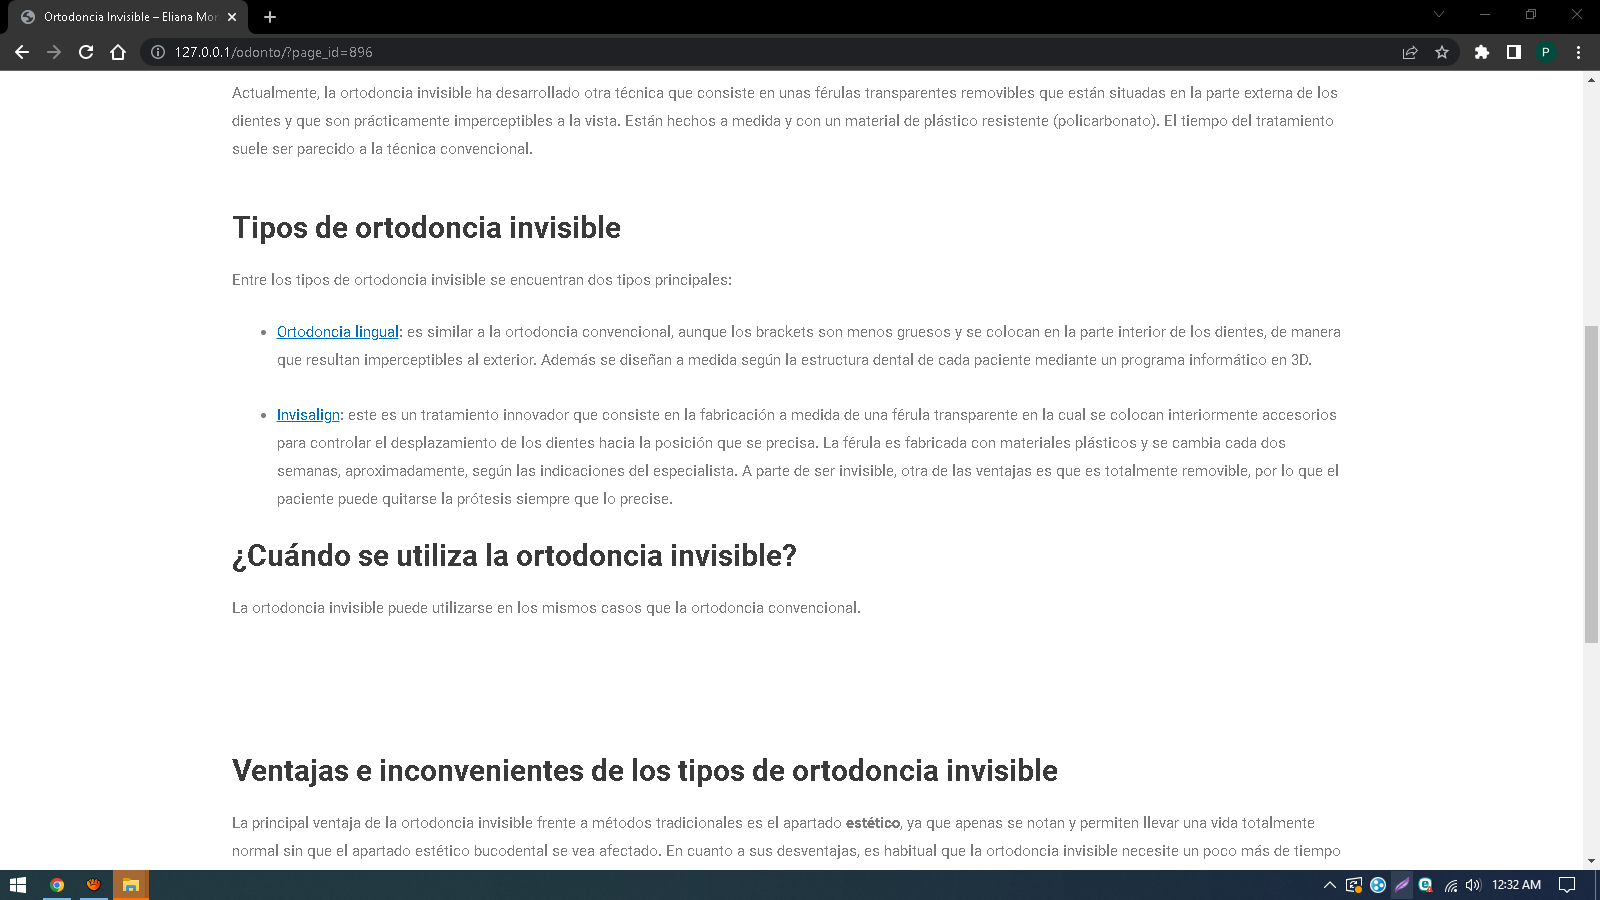 Ortodoncia Invisible – Eliana Mor
127.0.0.1/odonto/?page_id=896
P
Actualmente, la ortodoncia invisible ha desarrollado otra técnica que consiste en unas férulas transparentes removibles que están situadas en la parte externa de los
dientes y que son prácticamente imperceptibles a la vista. Están hechos a medida y con un material de plástico resistente (policarbonato). El tiempo del tratamiento
suele ser parecido a la técnica convencional.
Tipos de ortodoncia invisible
Entre los tipos de ortodoncia invisible se encuentran dos tipos principales:
Ortodoncia lingual: es similar a la ortodoncia convencional, aunque los brackets son menos gruesos y se colocan en la parte interior de los dientes, de manera
que resultan imperceptibles al exterior. Además se diseñan a medida según la estructura dental de cada paciente mediante un programa informático en 3D.
Invisalign: este es un tratamiento innovador que consiste en la fabricación a medida de una férula transparente en la cual se colocan interiormente accesorios
para controlar el desplazamiento de los dientes hacia la posición que se precisa. La férula es fabricada con materiales plásticos y se cambia cada dos
semanas, aproximadamente, según las indicaciones del especialista. A parte de ser invisible, otra de las ventajas es que es totalmente removible, por lo que el
paciente puede quitarse la prótesis siempre que lo precise.
¿Cuándo se utiliza la ortodoncia invisible?
La ortodoncia invisible puede utilizarse en los mismos casos que la ortodoncia convencional.
Ventajas e inconvenientes de los tipos de ortodoncia invisible
La principal ventaja de la ortodoncia invisible frente a métodos tradicionales es el apartado estético, ya que apenas se notan y permiten llevar una vida totalmente
normal sin que el apartado estético bucodental se vea afectado. En cuanto a sus desventajas, es habitual que la ortodoncia invisible necesite un poco más de tiempo
12:32 AM